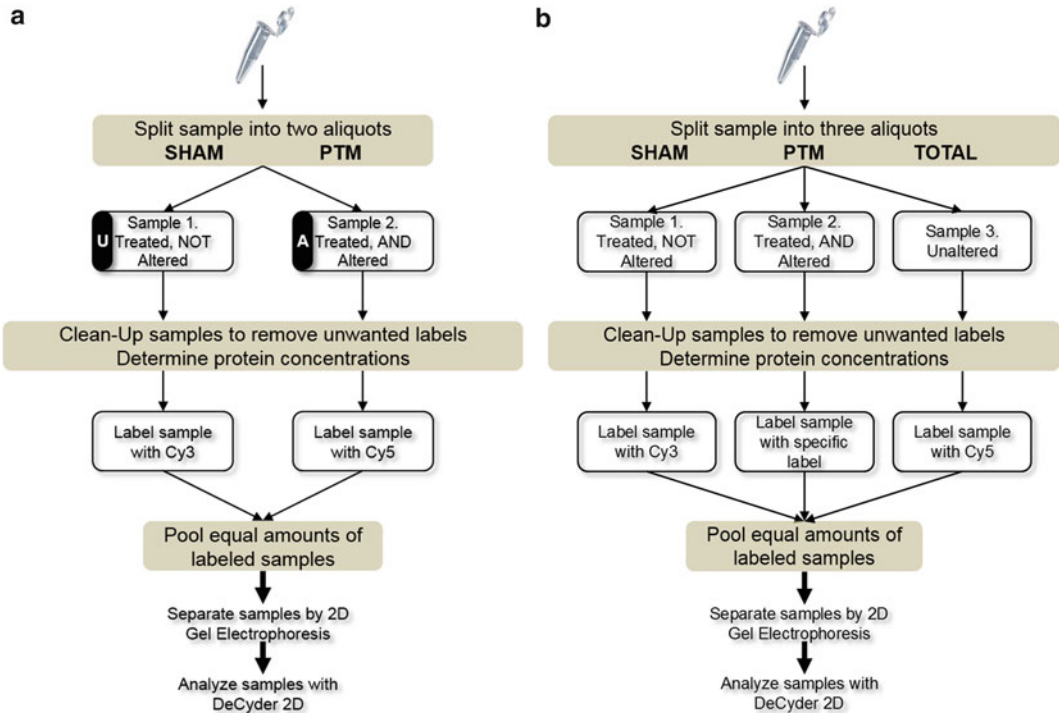 a
Split sample into two aliquots
SHAM PTM
U
Sample 1.
Treated, NOT
Altered
A
Sample 2.
Treated, AND
Altered
Clean-Up samples to remove unwanted labels
Determine protein concentrations
Label sample
with Cy3
Label sample
with Cy5
Pool equal amounts of
labeled samples
Separate samples by 2D
Gel Electrophoresis
Analyze samples with
DeCyder 2D
b
Split sample into three aliquots
SHAM PTM TOTAL
Sample 1.
Treated, NOT
Altered
Sample 2.
Treated, AND
Altered
Sample 3.
Unaltered
Clean-Up samples to remove unwanted labels
Determine protein concentrations
Label sample
with Cy3
Label sample
with specific
label
Label sample
with Cy5
Pool equal amounts of
labeled samples
Separate samples by 2D
Gel Electrophoresis
Analyze samples with
DeCyder 2D